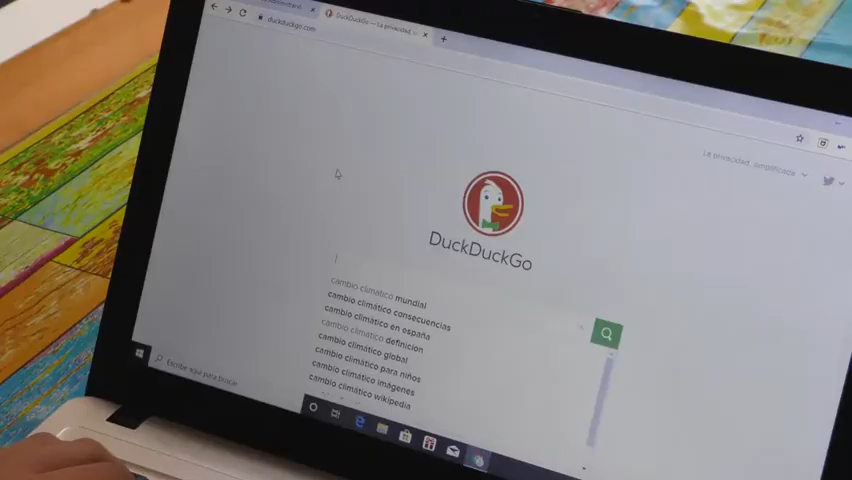 DuckDuckGo — La privacidad,
duckduckgo.com
La privacidad, simplificada
DuckDuckGo
cambio climático mundial
cambio climático consecuencias
cambio climático en españa
cambio climatico definicion
cambio climático global
cambio climático para niños
cambio climático imágenes
cambio climático wikipedia
Escribe aquí para buscar